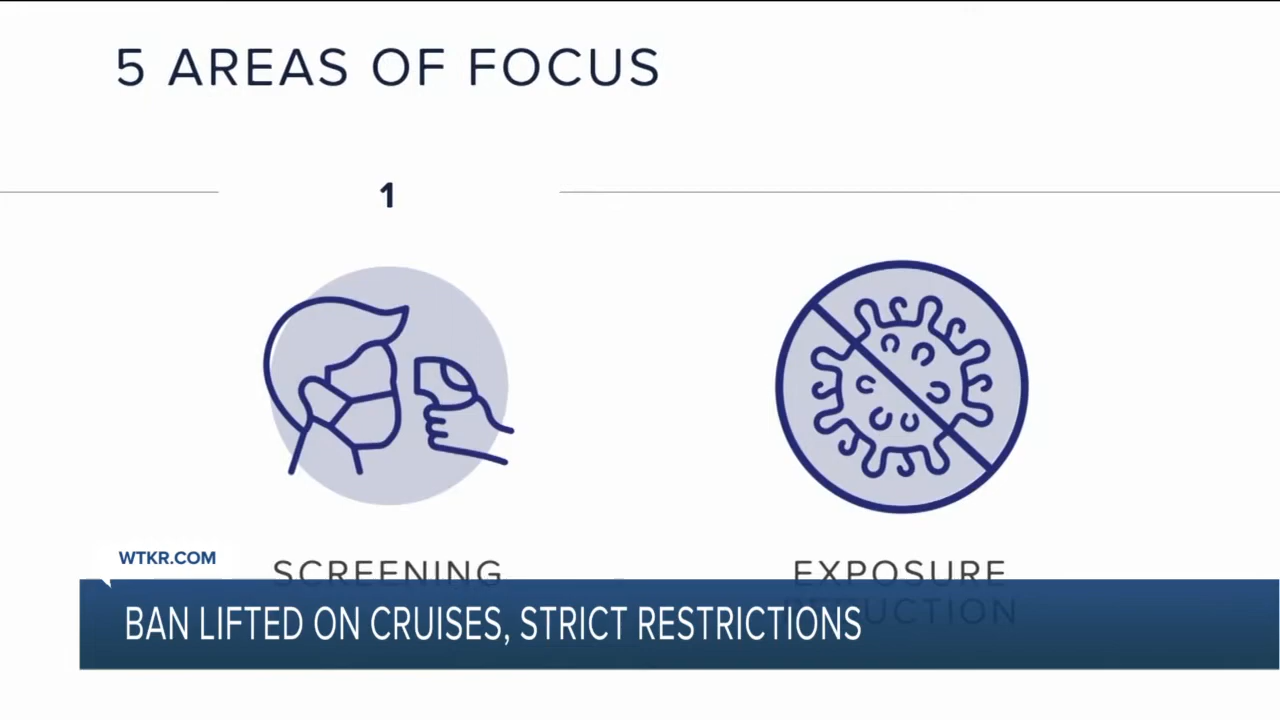 5 AREAS OF FOCUS
1
SCREENING
EXPOSURE
WTKR.COM
BAN LIFTED ON CRUISES, STRICT RESTRICTIONS